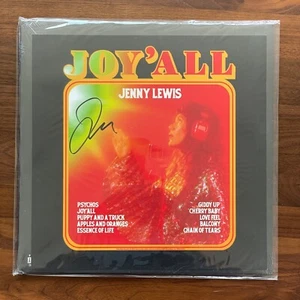 JOY'ALL
JENNY LEWIS
PSYCHOS
JOY'ALL
PUPPY AND A TRUCK
APPLES AND ORANGES
ESSENCE OF LIFE
GIDDY UP
CHERRY BABY
LOVE FEEL
BALCONY
CHAIN OF TEARS